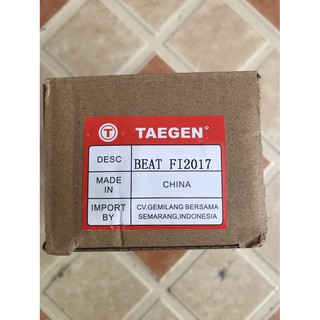 T TAEGEN®
DESC BEAT FI2017
MADE IN CHINA
IMPORT BY CV.GEMILANG BERSAMA
SEMARANG,INDONESIA